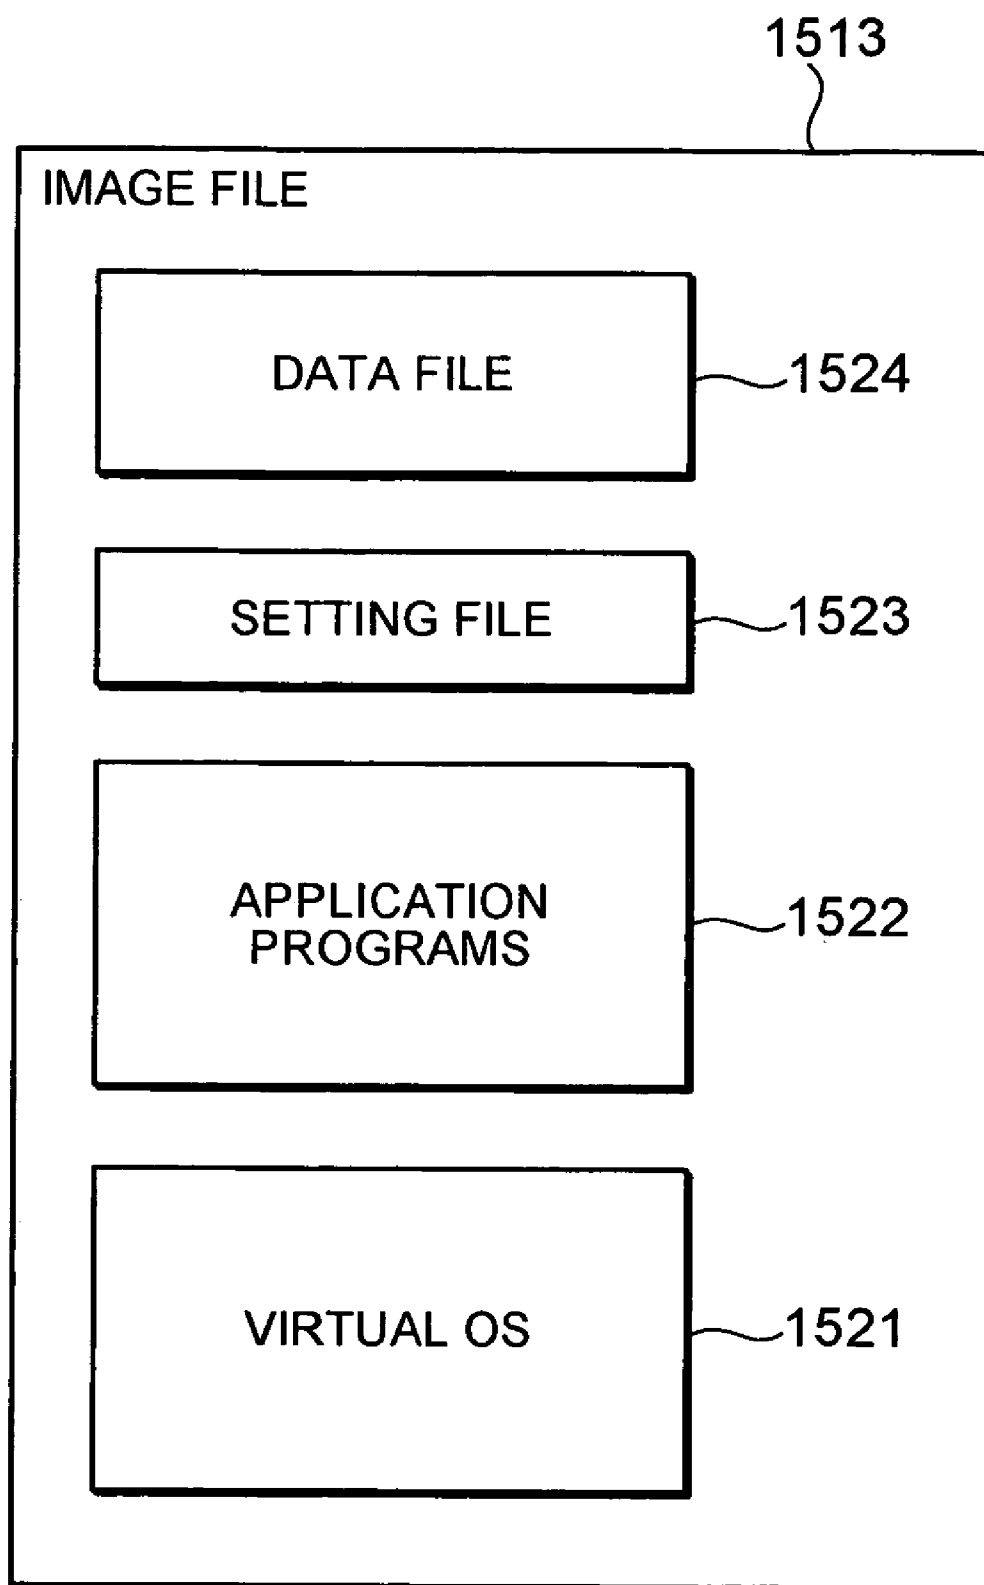 1513
IMAGE FILE
DATA FILE
1524
SETTING FILE
1523
APPLICATION
PROGRAMS
1522
VIRTUAL OS
1521